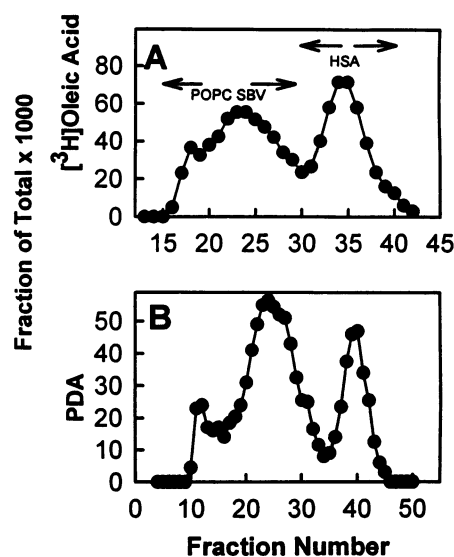 Fraction of Total x 1000
[³H]Oleic Acid
A
POPC SBV
HSA
80
60
40
20
0
15 20 25 30 35 40 45
PDA
B
50
40
30
20
10
0
0 10 20 30 40 50
Fraction Number